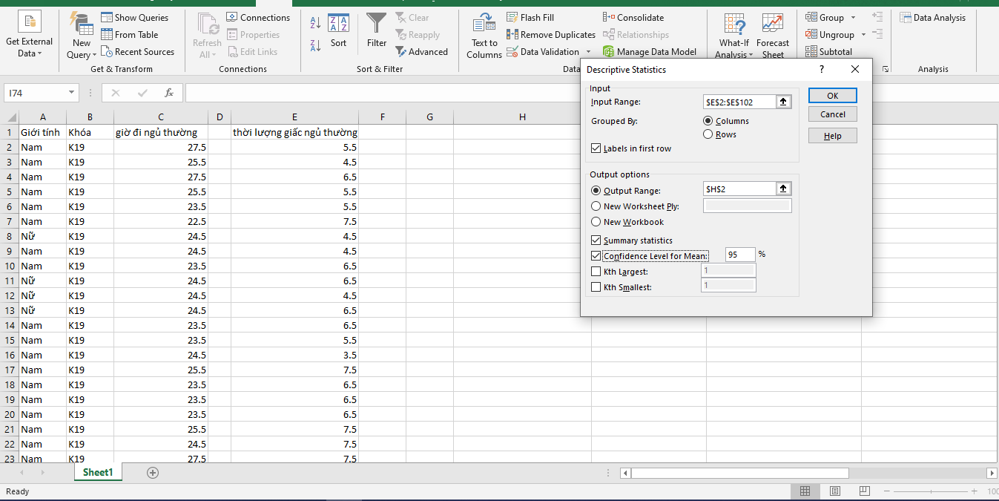 Get External
Data
New
Query
Show Queries
From Table
Recent Sources
Get & Transform
Refresh
All
Connections
Properties
Edit Links
Connections
Sort
Filter
Clear
Reapply
Advanced
Sort & Filter
Text to
Columns
Flash Fill
Remove Duplicates
Data Validation
Consolidate
Relationships
Manage Data Model
Data
What-If
Analysis
Forecast
Sheet
Group
Ungroup
Subtotal
Data Analysis
Analysis
I74
fx
A B C D E F G H
1 Giới tính Khóa giờ đi ngủ thường thời lượng giấc ngủ thường
2 Nam K19 27.5 5.5
3 Nam K19 25.5 4.5
4 Nam K19 27.5 6.5
5 Nam K19 25.5 5.5
6 Nam K19 23.5 5.5
7 Nam K19 22.5 7.5
8 Nữ K19 24.5 4.5
9 Nam K19 24.5 4.5
10 Nam K19 23.5 6.5
11 Nữ K19 24.5 6.5
12 Nữ K19 24.5 4.5
13 Nữ K19 24.5 6.5
14 Nam K19 23.5 6.5
15 Nam K19 23.5 5.5
16 Nam K19 24.5 3.5
17 Nam K19 25.5 7.5
18 Nam K19 23.5 6.5
19 Nam K19 23.5 6.5
20 Nam K19 23.5 6.5
21 Nam K19 25.5 7.5
22 Nam K19 24.5 7.5
23 Nam K19 27.5 7.5
Descriptive Statistics ?
Input
Input Range: $E$2:$E$102
Grouped By: Columns
Rows
Labels in first row
OK
Cancel
Help
Output options
Output Range: $H$2
New Worksheet Ply:
New Workbook
Summary statistics
Confidence Level for Mean: 95 %
Kth Largest: 1
Kth Smallest: 1
Sheet1
Ready
100